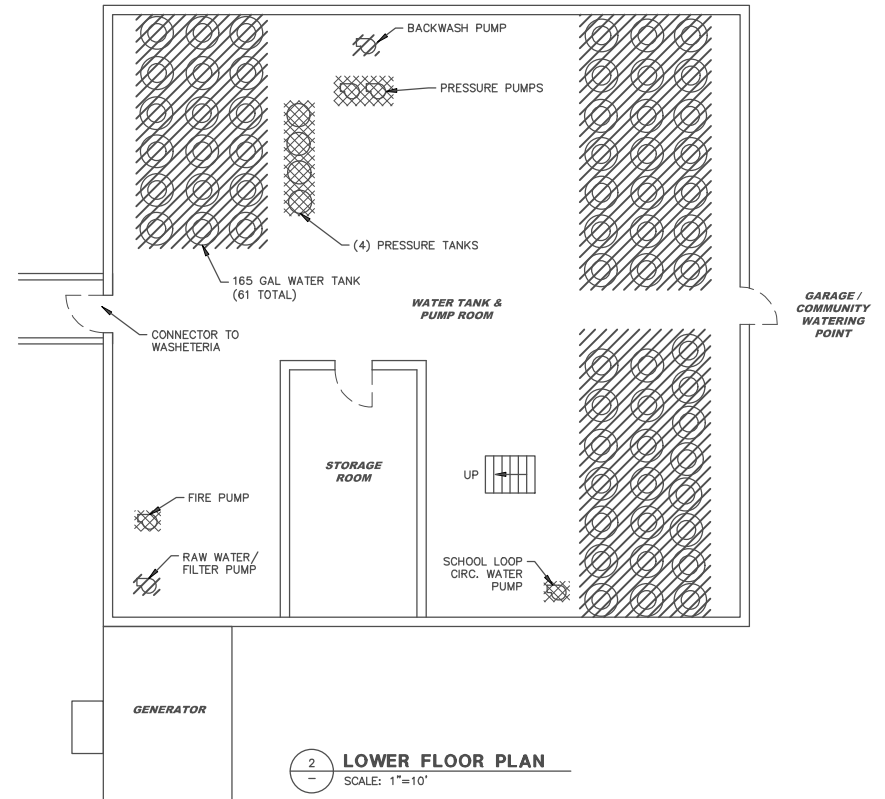 BACKWASH PUMP
PRESSURE PUMPS
(4) PRESSURE TANKS
165 GAL WATER TANK
(61 TOTAL)
WATER TANK &
PUMP ROOM
GARAGE /
COMMUNITY
WATERING
POINT
CONNECTOR TO
WASHETERIA
STORAGE
ROOM
UP
FIRE PUMP
RAW WATER/
FILTER PUMP
SCHOOL LOOP
CIRC. WATER
PUMP
GENERATOR
2
–
LOWER FLOOR PLAN
SCALE: 1"=10'